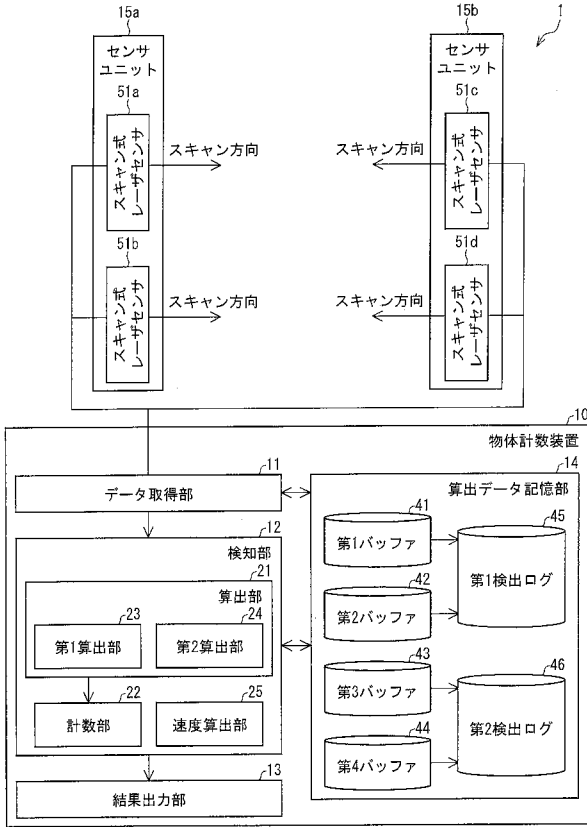 15a
15b
1
センサ
ユニット
センサ
ユニット
51a
51c
スキャン式
レーザセンサ
スキャン方向
スキャン方向
スキャン式
レーザセンサ
51b
51d
スキャン式
レーザセンサ
スキャン方向
スキャン方向
スキャン式
レーザセンサ
10
物体計数装置
11
データ取得部
14
算出データ記憶部
12
検知部
21
算出部
23
第1算出部
24
第2算出部
22
計数部
25
速度算出部
13
結果出力部
41
第1バッファ
42
第2バッファ
45
第1検出ログ
43
第3バッファ
44
第4バッファ
46
第2検出ログ